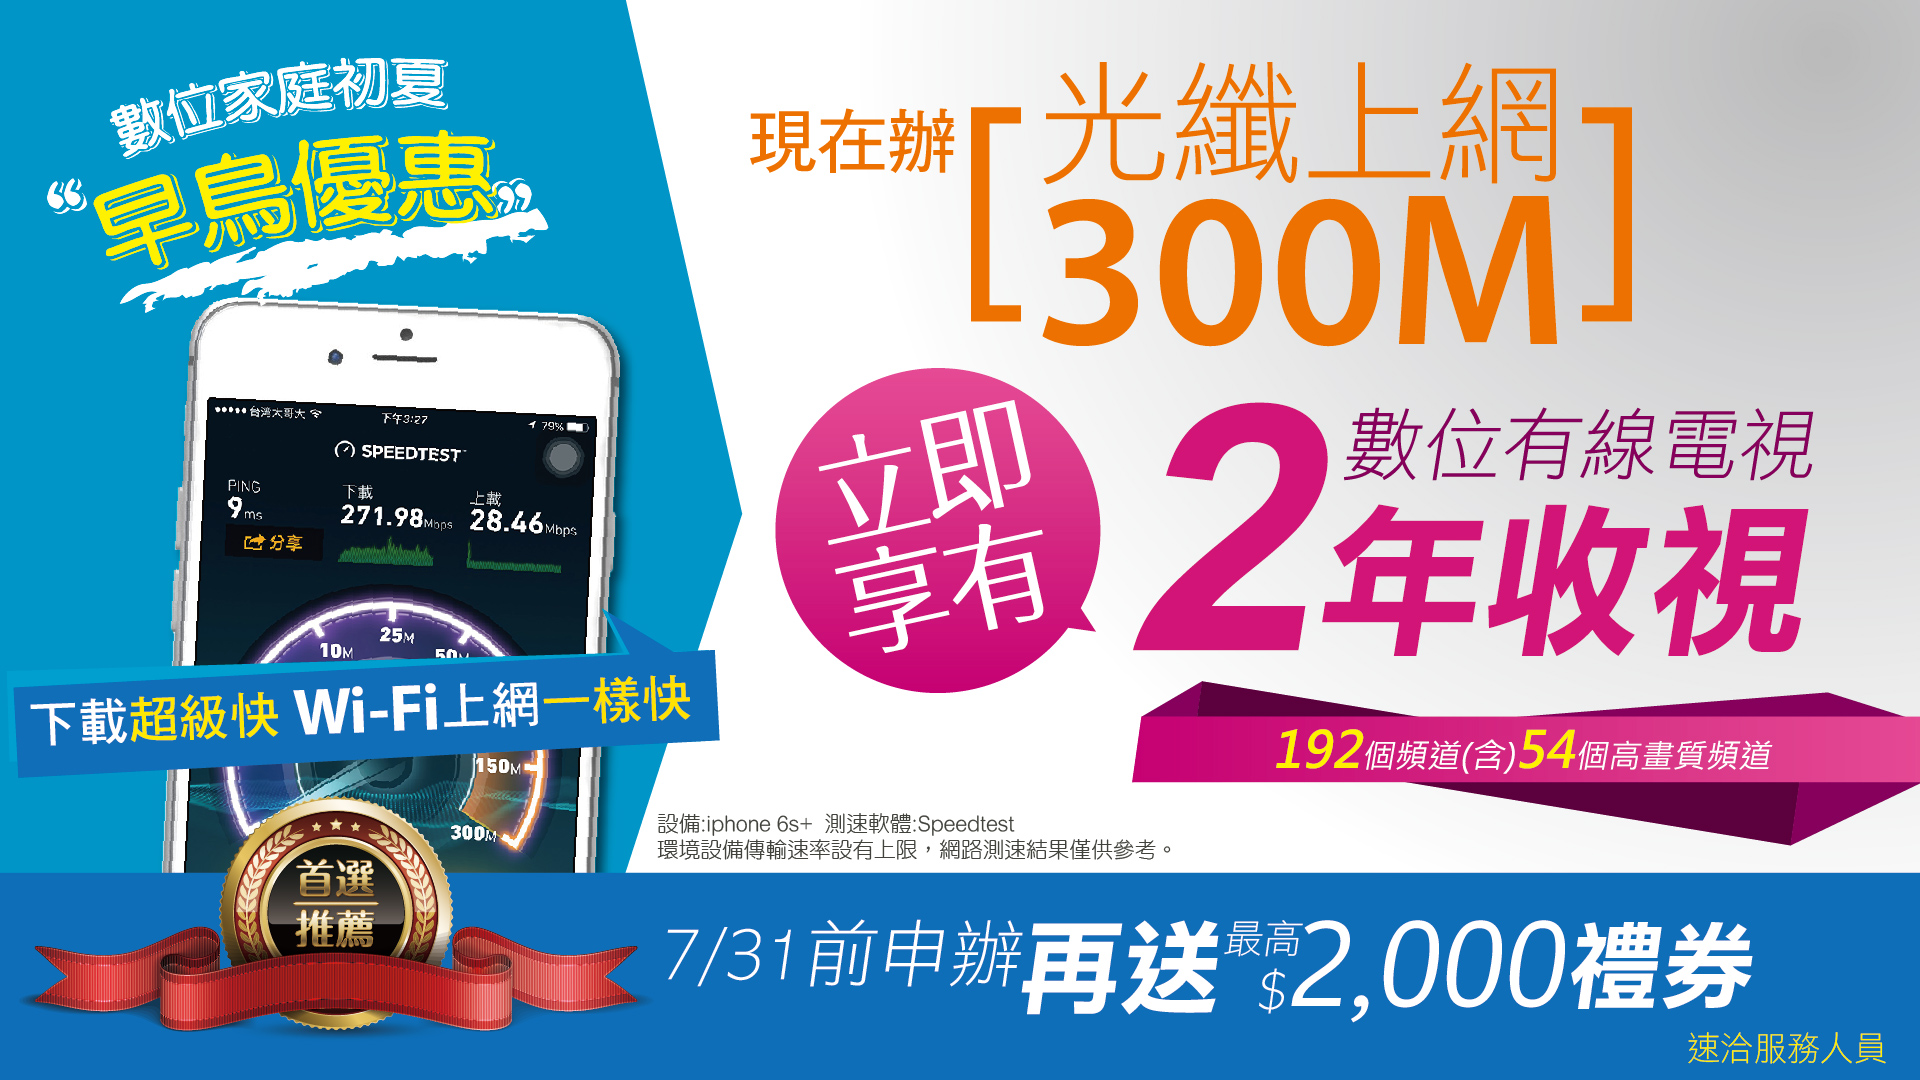 數位家庭初夏
“早鳥優惠”
現在辦[光纖上網
300M]
立即
享有
2年收視
數位有線電視
192個頻道(含)54個高畫質頻道
台灣大哥大
下午3:27
79%
SPEEDTEST
PING
9ms
下載
271.98Mbps
上載
28.46Mbps
分享
10M
25M
50M
下載超級快 Wi-Fi上網一樣快
150M
300M
設備:iphone 6s+ 測速軟體:Speedtest
環境設備傳輸速率設有上限，網路測速結果僅供參考。
首選
推薦
7/31前申辦再送最高$2,000禮券
速洽服務人員